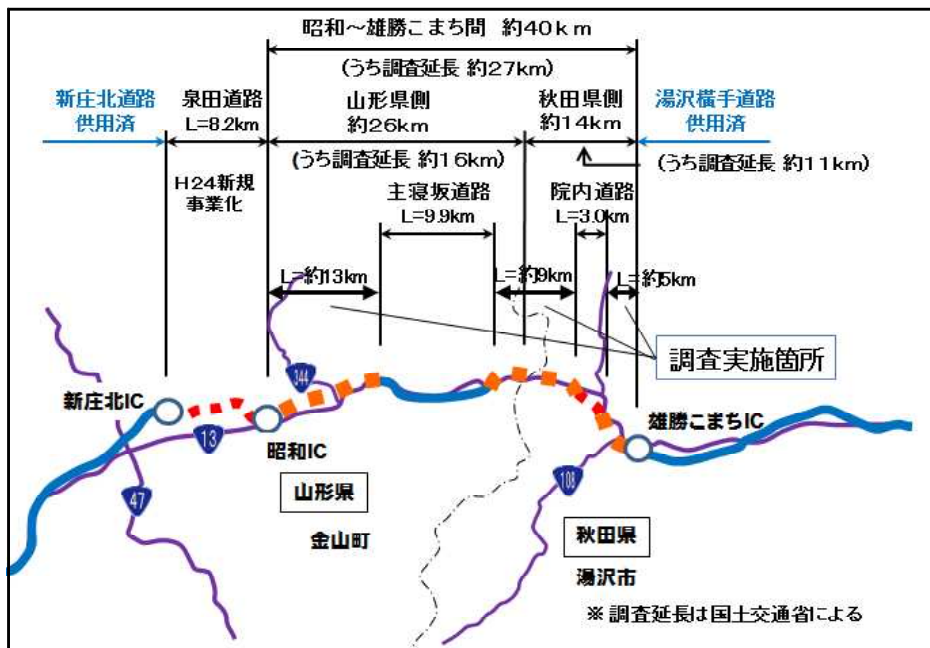 昭和～雄勝こまち間 約40km
(うち調査延長 約27km)
新庄北道路
供用済
泉田道路
L=8.2km
山形県側
約26km
秋田県側
約14km
湯沢横手道路
供用済
(うち調査延長 約16km)
(うち調査延長 約11km)
H24新規
事業化
主寝坂道路
L=9.9km
院内道路
L=3.0km
L=約13km
L=約9km
L=約5km
調査実施箇所
344
新庄北IC
13
昭和IC
雄勝こまちIC
47
山形県
108
金山町
秋田県
湯沢市
※ 調査延長は国土交通省による